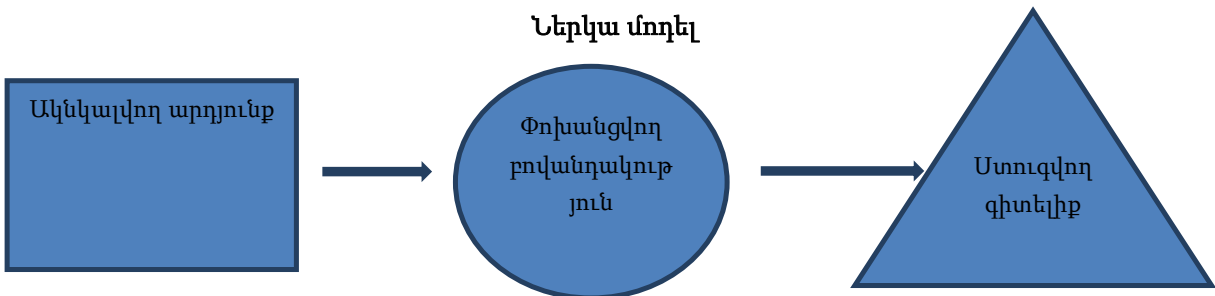 Ներկա մոդել
Ակնկալվող արդյունք
Փոխանցվող
բովանդակութ
յուն
Ստուգվող
գիտելիք